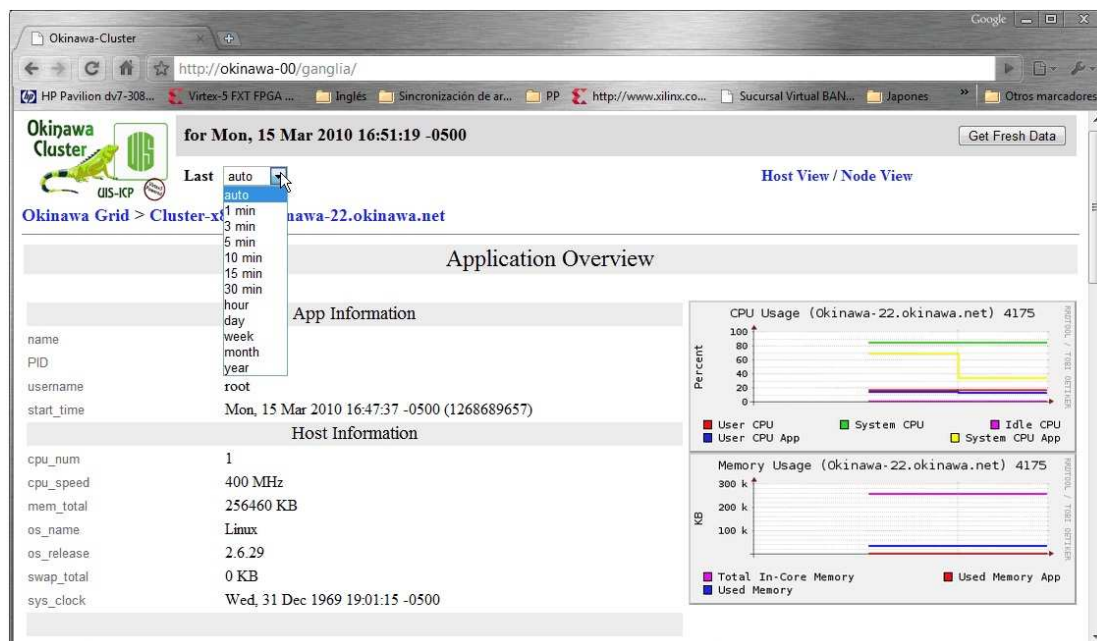 Google
Okinawa-Cluster
http://okinawa-00/ganglia/
HP Pavilion dv7-308... Virtex-5 FXT FPGA ... Inglés Sincronización de ar... PP http://www.xilinx.co... Sucursal Virtual BAN... Japones » Otros marcadores
Okinawa
Cluster
UIS
UIS-ICP
for Mon, 15 Mar 2010 16:51:19 -0500
Get Fresh Data
Last auto
Host View / Node View
auto
1 min
3 min
5 min
10 min
15 min
30 min
hour
day
week
month
year
Okinawa Grid > Cluster-x8 nawa-22.okinawa.net
Application Overview
App Information
name
PID
username root
start_time Mon, 15 Mar 2010 16:47:37 -0500 (1268689657)
Host Information
cpu_num 1
cpu_speed 400 MHz
mem_total 256460 KB
os_name Linux
os_release 2.6.29
swap_total 0 KB
sys_clock Wed, 31 Dec 1969 19:01:15 -0500
CPU Usage (Okinawa-22.okinawa.net) 4175
Percent
100
80
60
40
20
0
User CPU System CPU Idle CPU
User CPU App System CPU App
RRDTOOL / TOBI OETIKER
Memory Usage (Okinawa-22.okinawa.net) 4175
KB
300 k
200 k
100 k
Total In-Core Memory Used Memory App
Used Memory
RRDTOOL / TOBI OETIKER